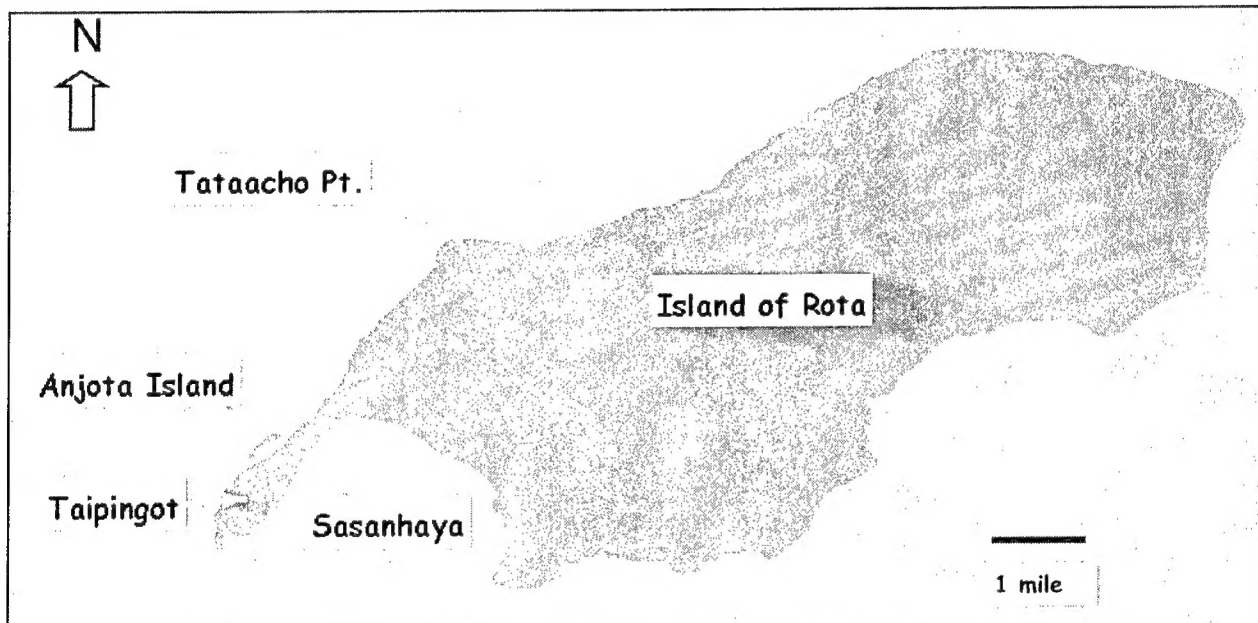 N
Tataacho Pt.
Island of Rota
Anjota Island
Taipingot
Sasanhaya
1 mile